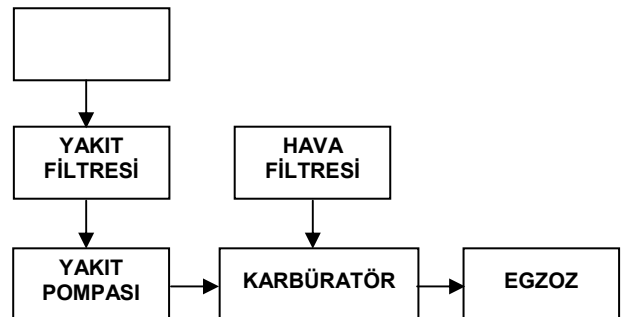 YAKIT
FİLTRESİ
HAVA
FİLTRESİ
YAKIT
POMPASI
KARBÜRATÖR
EGZOZ